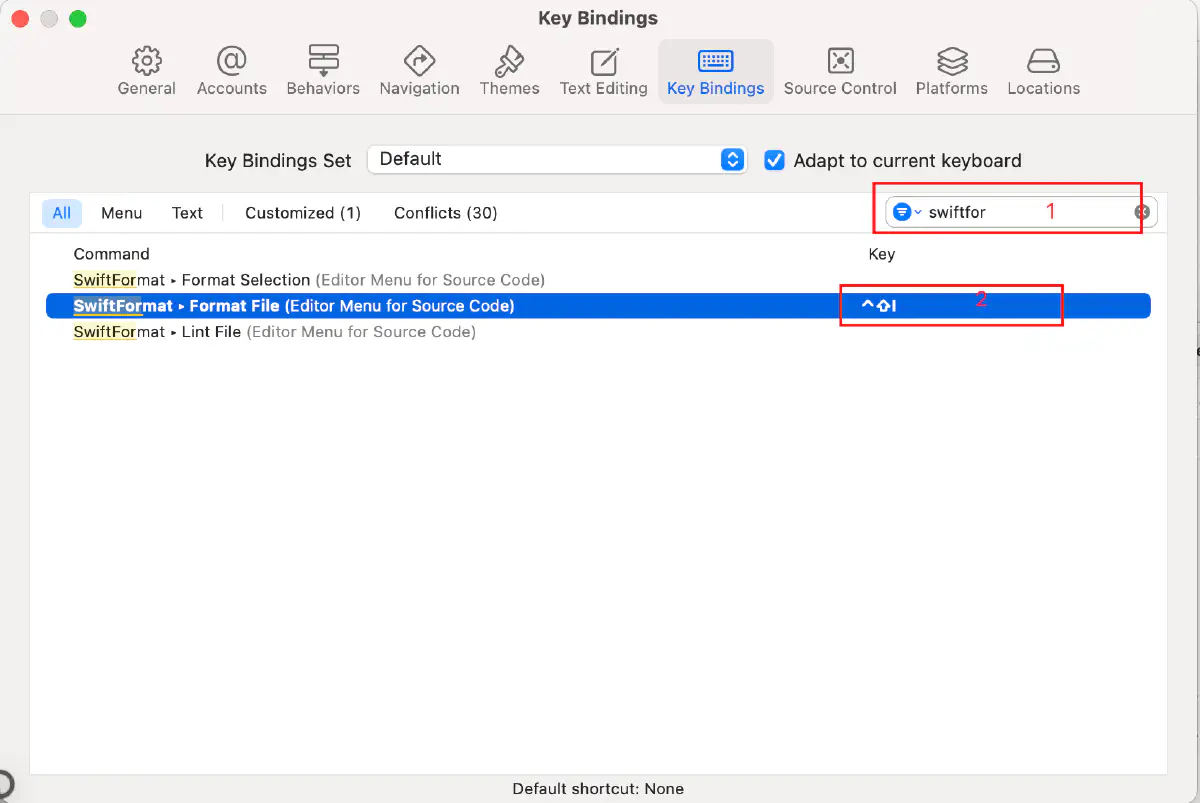 Key Bindings
General Accounts Behaviors Navigation Themes Text Editing Key Bindings Source Control Platforms Locations
Key Bindings Set Default Adapt to current keyboard
All Menu Text Customized (1) Conflicts (30) swiftfor 1
Command Key
SwiftFormat ▸ Format Selection (Editor Menu for Source Code)
SwiftFormat ▸ Format File (Editor Menu for Source Code) ^⇧I 2
SwiftFormat ▸ Lint File (Editor Menu for Source Code)
Default shortcut: None